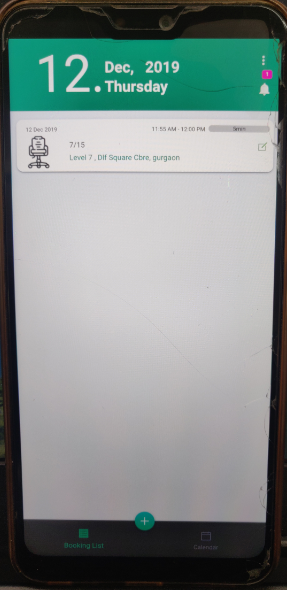 12. Dec, 2019
Thursday
1
12 Dec 2019 11:55 AM - 12:00 PM
7/15
Level 7 , Dlf Square Cbre, gurgaon
+
Booking List Calendar